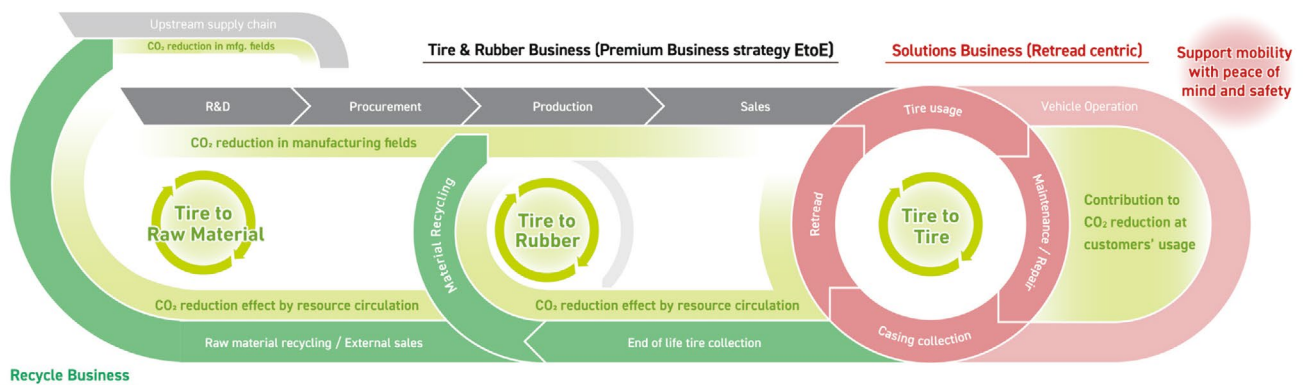 Upstream supply chain
CO₂ reduction in mfg. fields
Tire & Rubber Business (Premium Business strategy EtoE)
Solutions Business (Retread centric)
Support mobility
with peace of
mind and safety
R&D
Procurement
Production
Sales
Tire usage
Vehicle Operation
CO₂ reduction in manufacturing fields
Tire to
Raw Material
Material Recycling
Tire to
Rubber
Retread
Tire to
Tire
Maintenance / Repair
Contribution to
CO₂ reduction at
customers' usage
CO₂ reduction effect by resource circulation
CO₂ reduction effect by resource circulation
Casing collection
Raw material recycling / External sales
End of life tire collection
Recycle Business